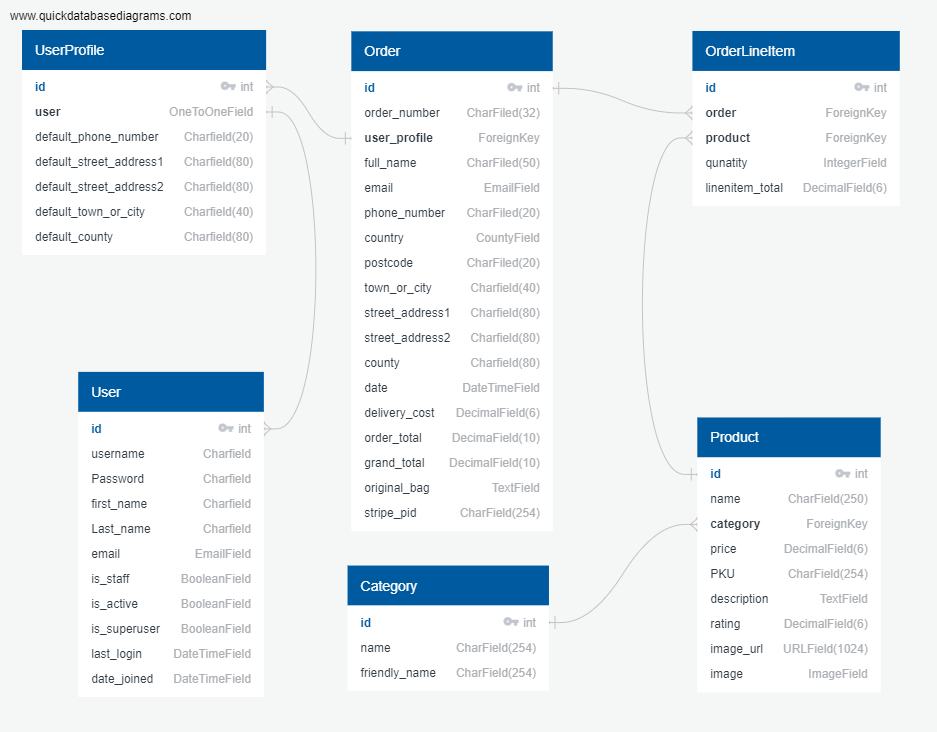 www.quickdatabasediagrams.com
UserProfile
id int
user OneToOneField
default_phone_number Charfield(20)
default_street_address1 Charfield(80)
default_street_address2 Charfield(80)
default_town_or_city Charfield(40)
default_county Charfield(80)
Order
id int
order_number CharFiled(32)
user_profile ForeignKey
full_name CharFiled(50)
email EmailField
phone_number CharFiled(20)
country CountyField
postcode CharFiled(20)
town_or_city Charfield(40)
street_address1 Charfield(80)
street_address2 Charfield(80)
county Charfield(80)
date DateTimeField
delivery_cost DecimalField(6)
order_total DecimaField(10)
grand_total DecimalField(10)
original_bag TextField
stripe_pid CharField(254)
OrderLineItem
id int
order ForeignKey
product ForeignKey
qunatity IntegerField
linenitem_total DecimalField(6)
User
id int
username Charfield
Password Charfield
first_name Charfield
Last_name Charfield
email EmailField
is_staff BooleanField
is_active BooleanField
is_superuser BooleanField
last_login DateTimeField
date_joined DateTimeField
Category
id int
name CharField(254)
friendly_name CharField(254)
Product
id int
name CharField(250)
category ForeignKey
price DecimalField(6)
PKU CharField(254)
description TextField
rating DecimalField(6)
image_url URLField(1024)
image ImageField